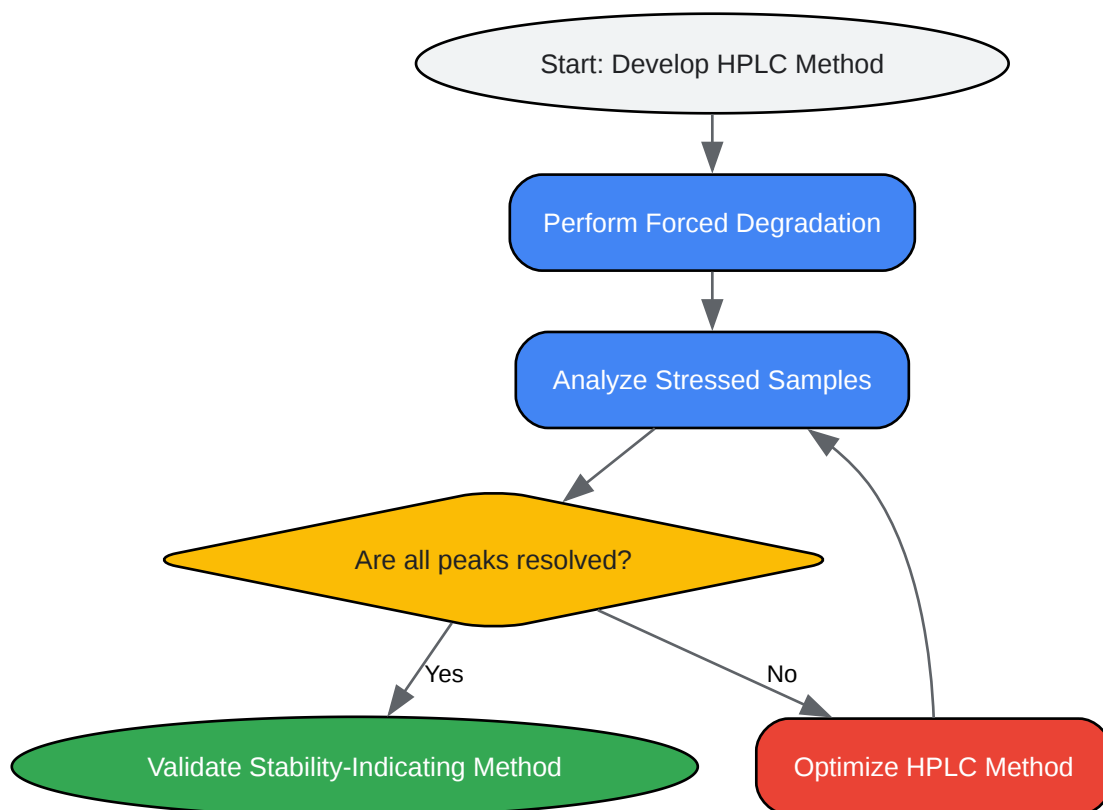 Start: Develop HPLC Method
Perform Forced Degradation
Analyze Stressed Samples
Are all peaks resolved?
Yes
No
Validate Stability-Indicating Method
Optimize HPLC Method